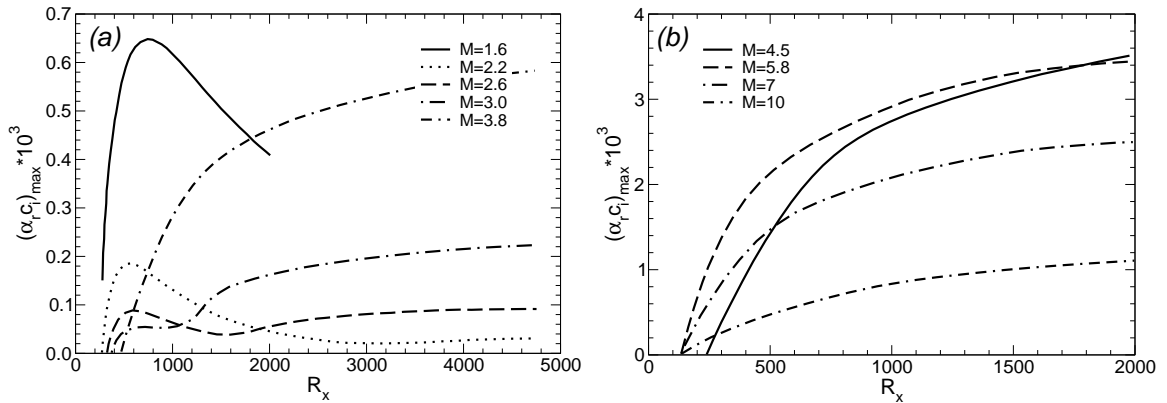 (a)
M=1.6
M=2.2
M=2.6
M=3.0
M=3.8
0.7
0.6
0.5
0.4
0.3
0.2
0.1
0.0
(α_r c_i)_max *10^3
0 1000 2000 3000 4000 5000
R_x
(b)
M=4.5
M=5.8
M=7
M=10
4
3
2
1
0
(α_r c_i)_max *10^3
0 500 1000 1500 2000
R_x